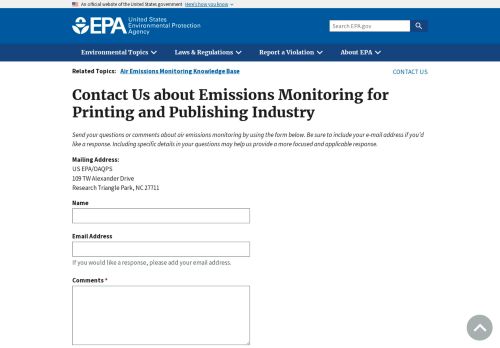 An official website of the United States government Here's how you know
EPA
United States
Environmental Protection
Agency
Search EPA.gov
Environmental Topics
Laws & Regulations
Report a Violation
About EPA
Related Topics: Air Emissions Monitoring Knowledge Base
CONTACT US
Contact Us about Emissions Monitoring for
Printing and Publishing Industry
Send your questions or comments about air emissions monitoring by using the form below. Be sure to include your e-mail address if you'd
like a response. Including specific details in your questions may help us provide a more focused and applicable response.
Mailing Address:
US EPA/OAQPS
109 TW Alexander Drive
Research Triangle Park, NC 27711
Name
Email Address
If you would like a response, please add your email address.
Comments *